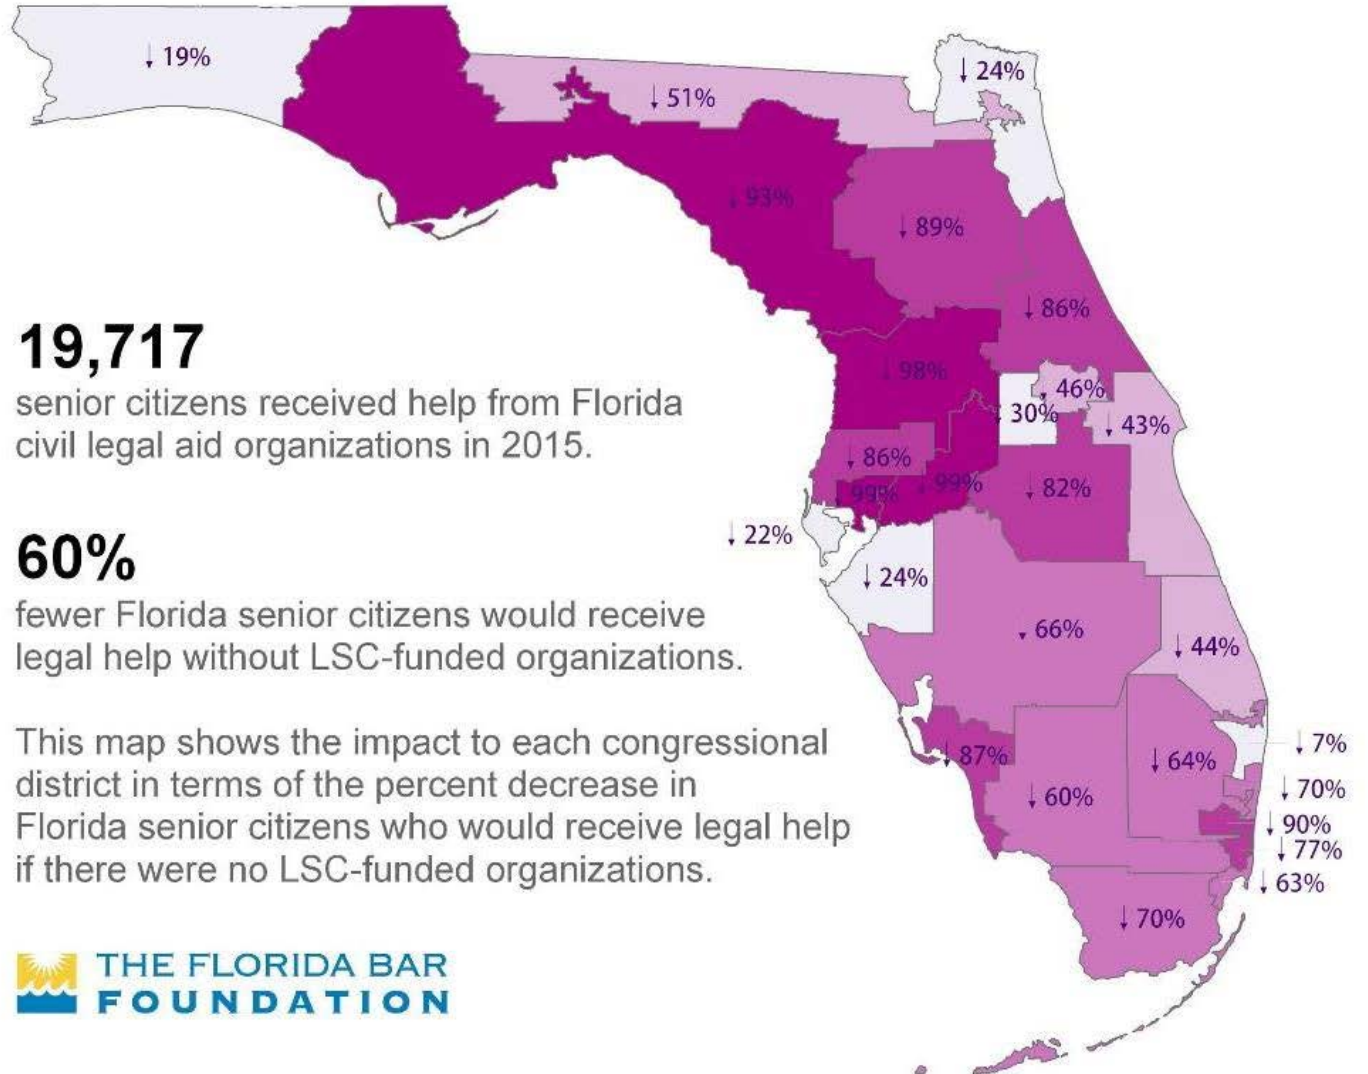 ↓ 19%
↓ 24%
↓ 51%
↓ 93%
↓ 89%
↓ 86%
↓ 98%
↓ 46%
↓ 30%
↓ 43%
↓ 86%
↓ 99%
↓ 99%
↓ 82%
↓ 22%
↓ 24%
↓ 66%
↓ 44%
↓ 87%
↓ 64%
↓ 7%
↓ 60%
↓ 70%
↓ 90%
↓ 77%
↓ 63%
↓ 70%
19,717
senior citizens received help from Florida
civil legal aid organizations in 2015.
60%
fewer Florida senior citizens would receive
legal help without LSC-funded organizations.
This map shows the impact to each congressional
district in terms of the percent decrease in
Florida senior citizens who would receive legal help
if there were no LSC-funded organizations.
THE FLORIDA BAR
FOUNDATION